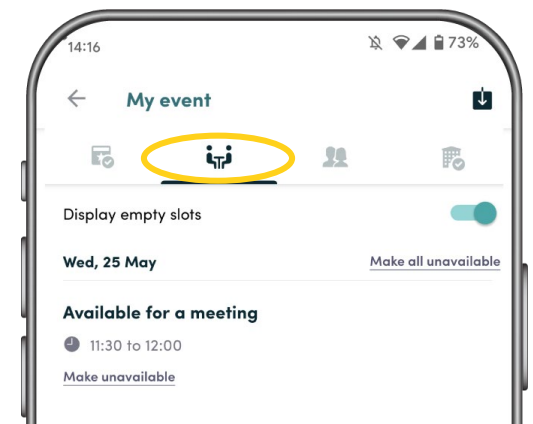 14:16
73%
My event
Display empty slots
Wed, 25 May
Make all unavailable
Available for a meeting
11:30 to 12:00
Make unavailable